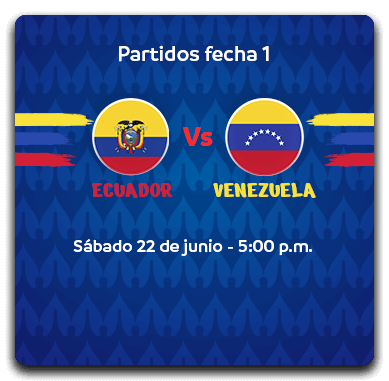 Partidos fecha 1
Vs
ECUADOR
VENEZUELA
Sábado 22 de junio - 5:00 p.m.